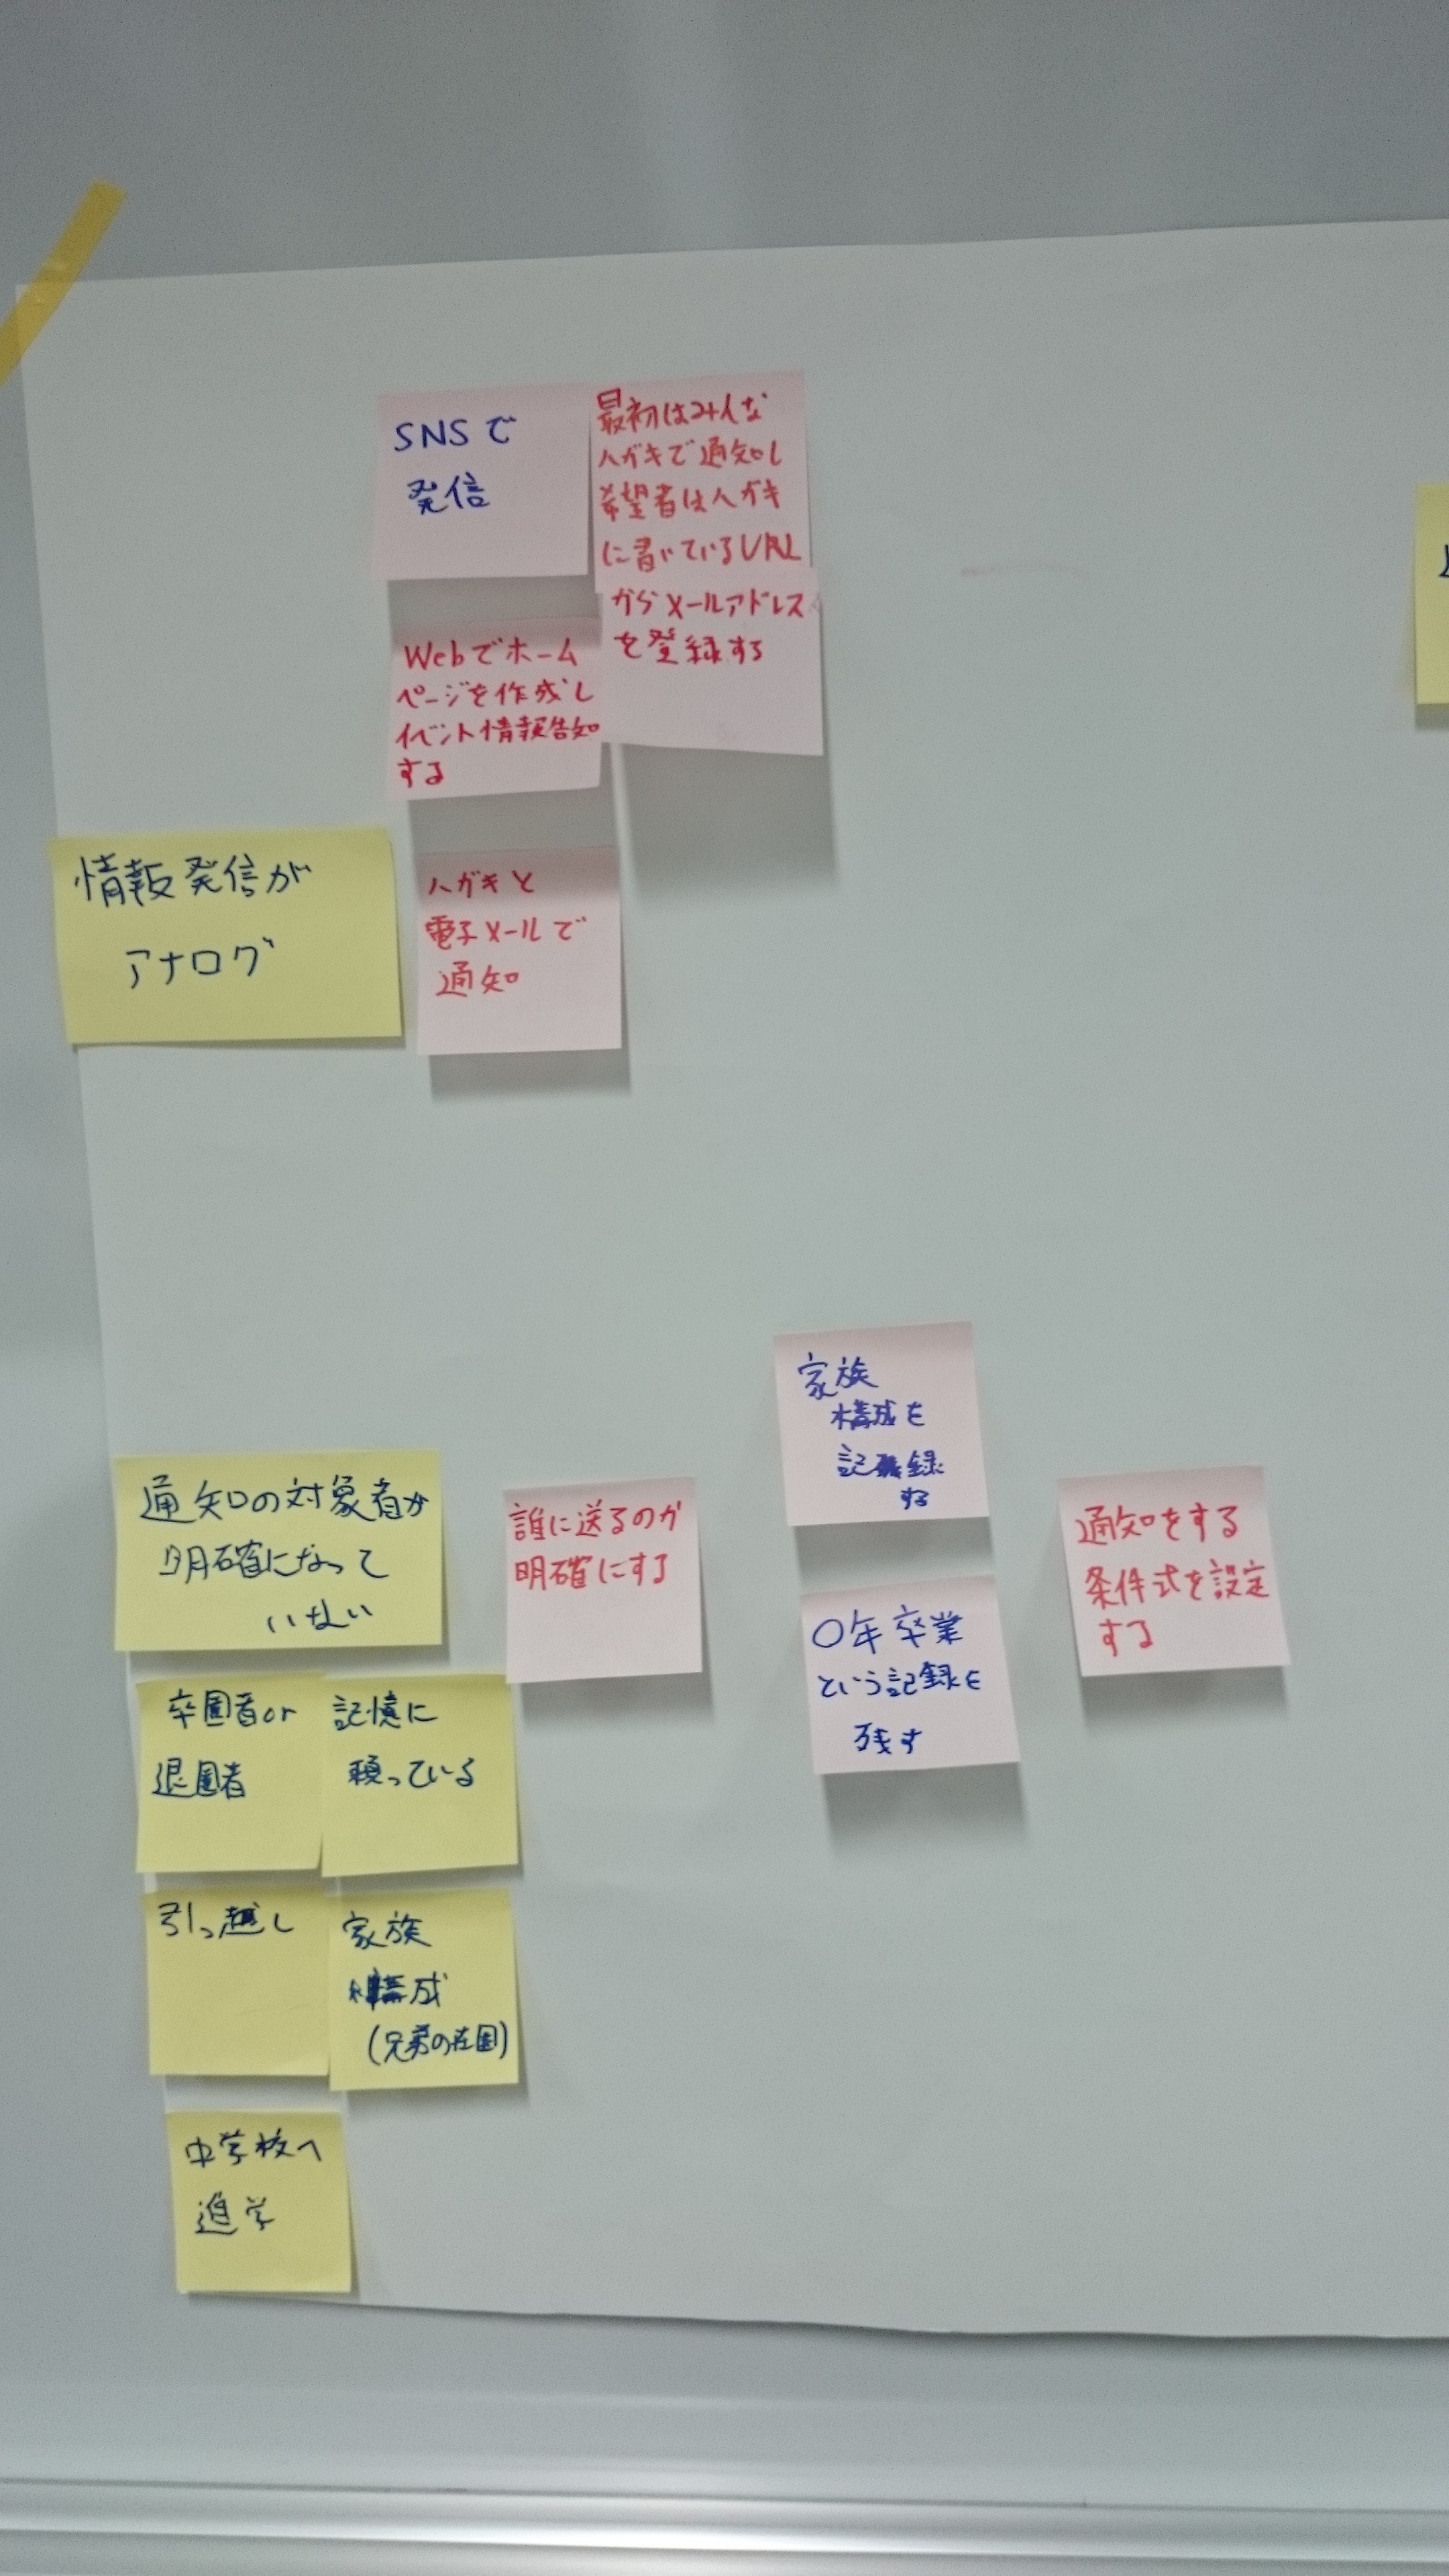 SNSで
発信
最初はみんな
ハガキで通知し
希望者はハガキ
に書いているURL
からメールアドレス
を登録する
Webでホーム
ページを作成し
イベント情報告知
する
情報発信が
アナログ
ハガキと
電子メールで
通知
通知の対象者が
明確になって
いない
誰に送るのか
明確にする
家族
構成を
記録
する
〇年卒業
という記録を
残す
通知をする
条件式を設定
する
卒園者or
退園者
記憶に
頼っている
引っ越し
家族
構成
(兄弟の在園)
中学校へ
進学